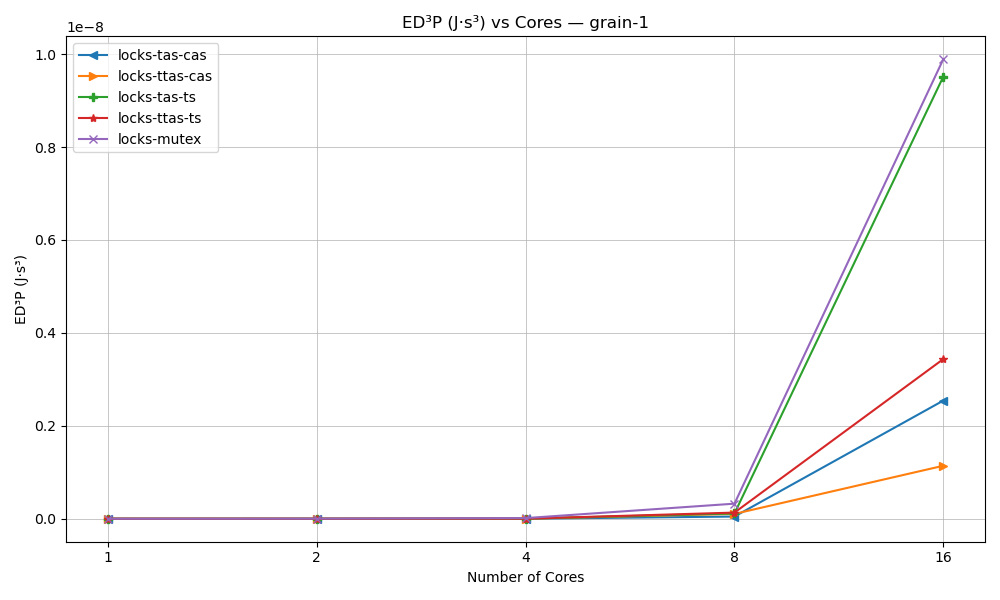 ED³P (J·s³) vs Cores — grain-1
1e−8
locks-tas-cas
locks-ttas-cas
locks-tas-ts
locks-ttas-ts
locks-mutex
ED³P (J·s³)
1.0
0.8
0.6
0.4
0.2
0.0
1 2 4 8 16
Number of Cores